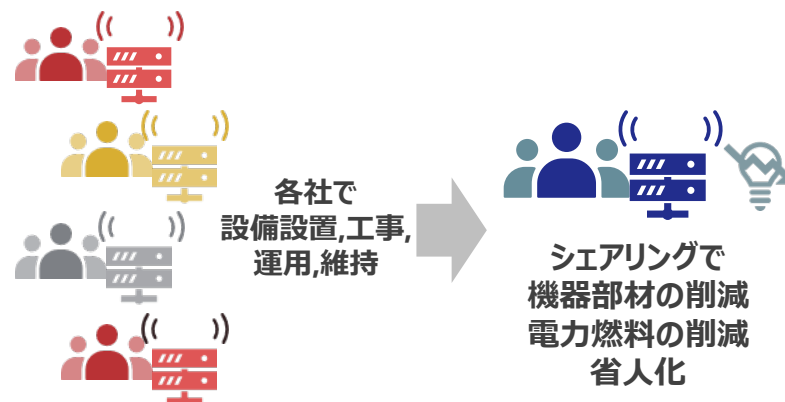 各社で
設備設置,工事,
運用,維持
シェアリングで
機器部材の削減
電力燃料の削減
省人化